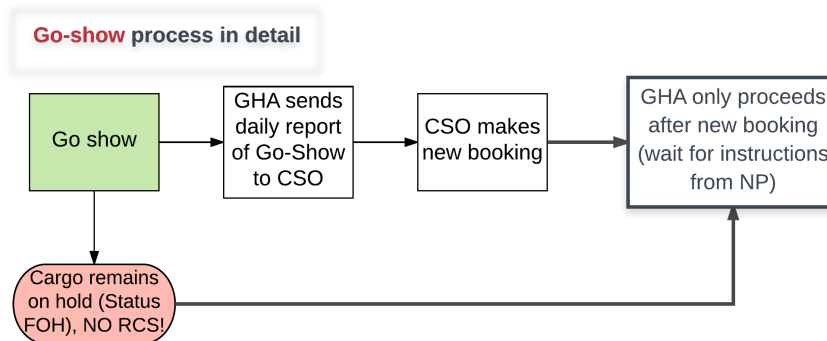 Go-show process in detail
Go show
GHA sends
daily report
of Go-Show
to CSO
CSO makes
new booking
GHA only proceeds
after new booking
(wait for instructions
from NP)
Cargo remains
on hold (Status
FOH), NO RCS!